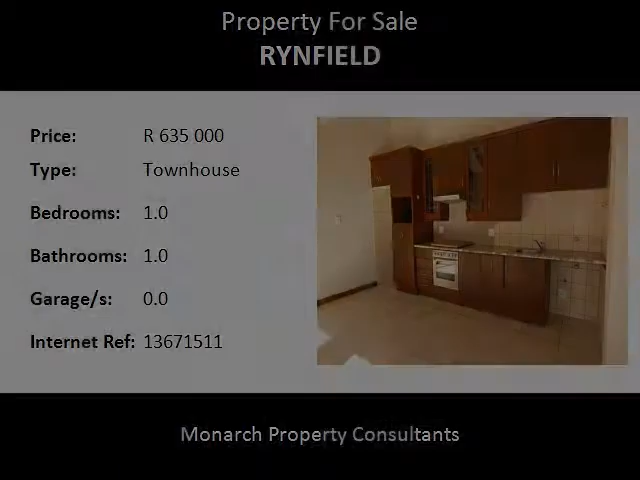 Property For Sale
RYNFIELD
Price: R 635 000
Type: Townhouse
Bedrooms: 1.0
Bathrooms: 1.0
Garage/s: 0.0
Internet Ref: 13671511
Monarch Property Consultants